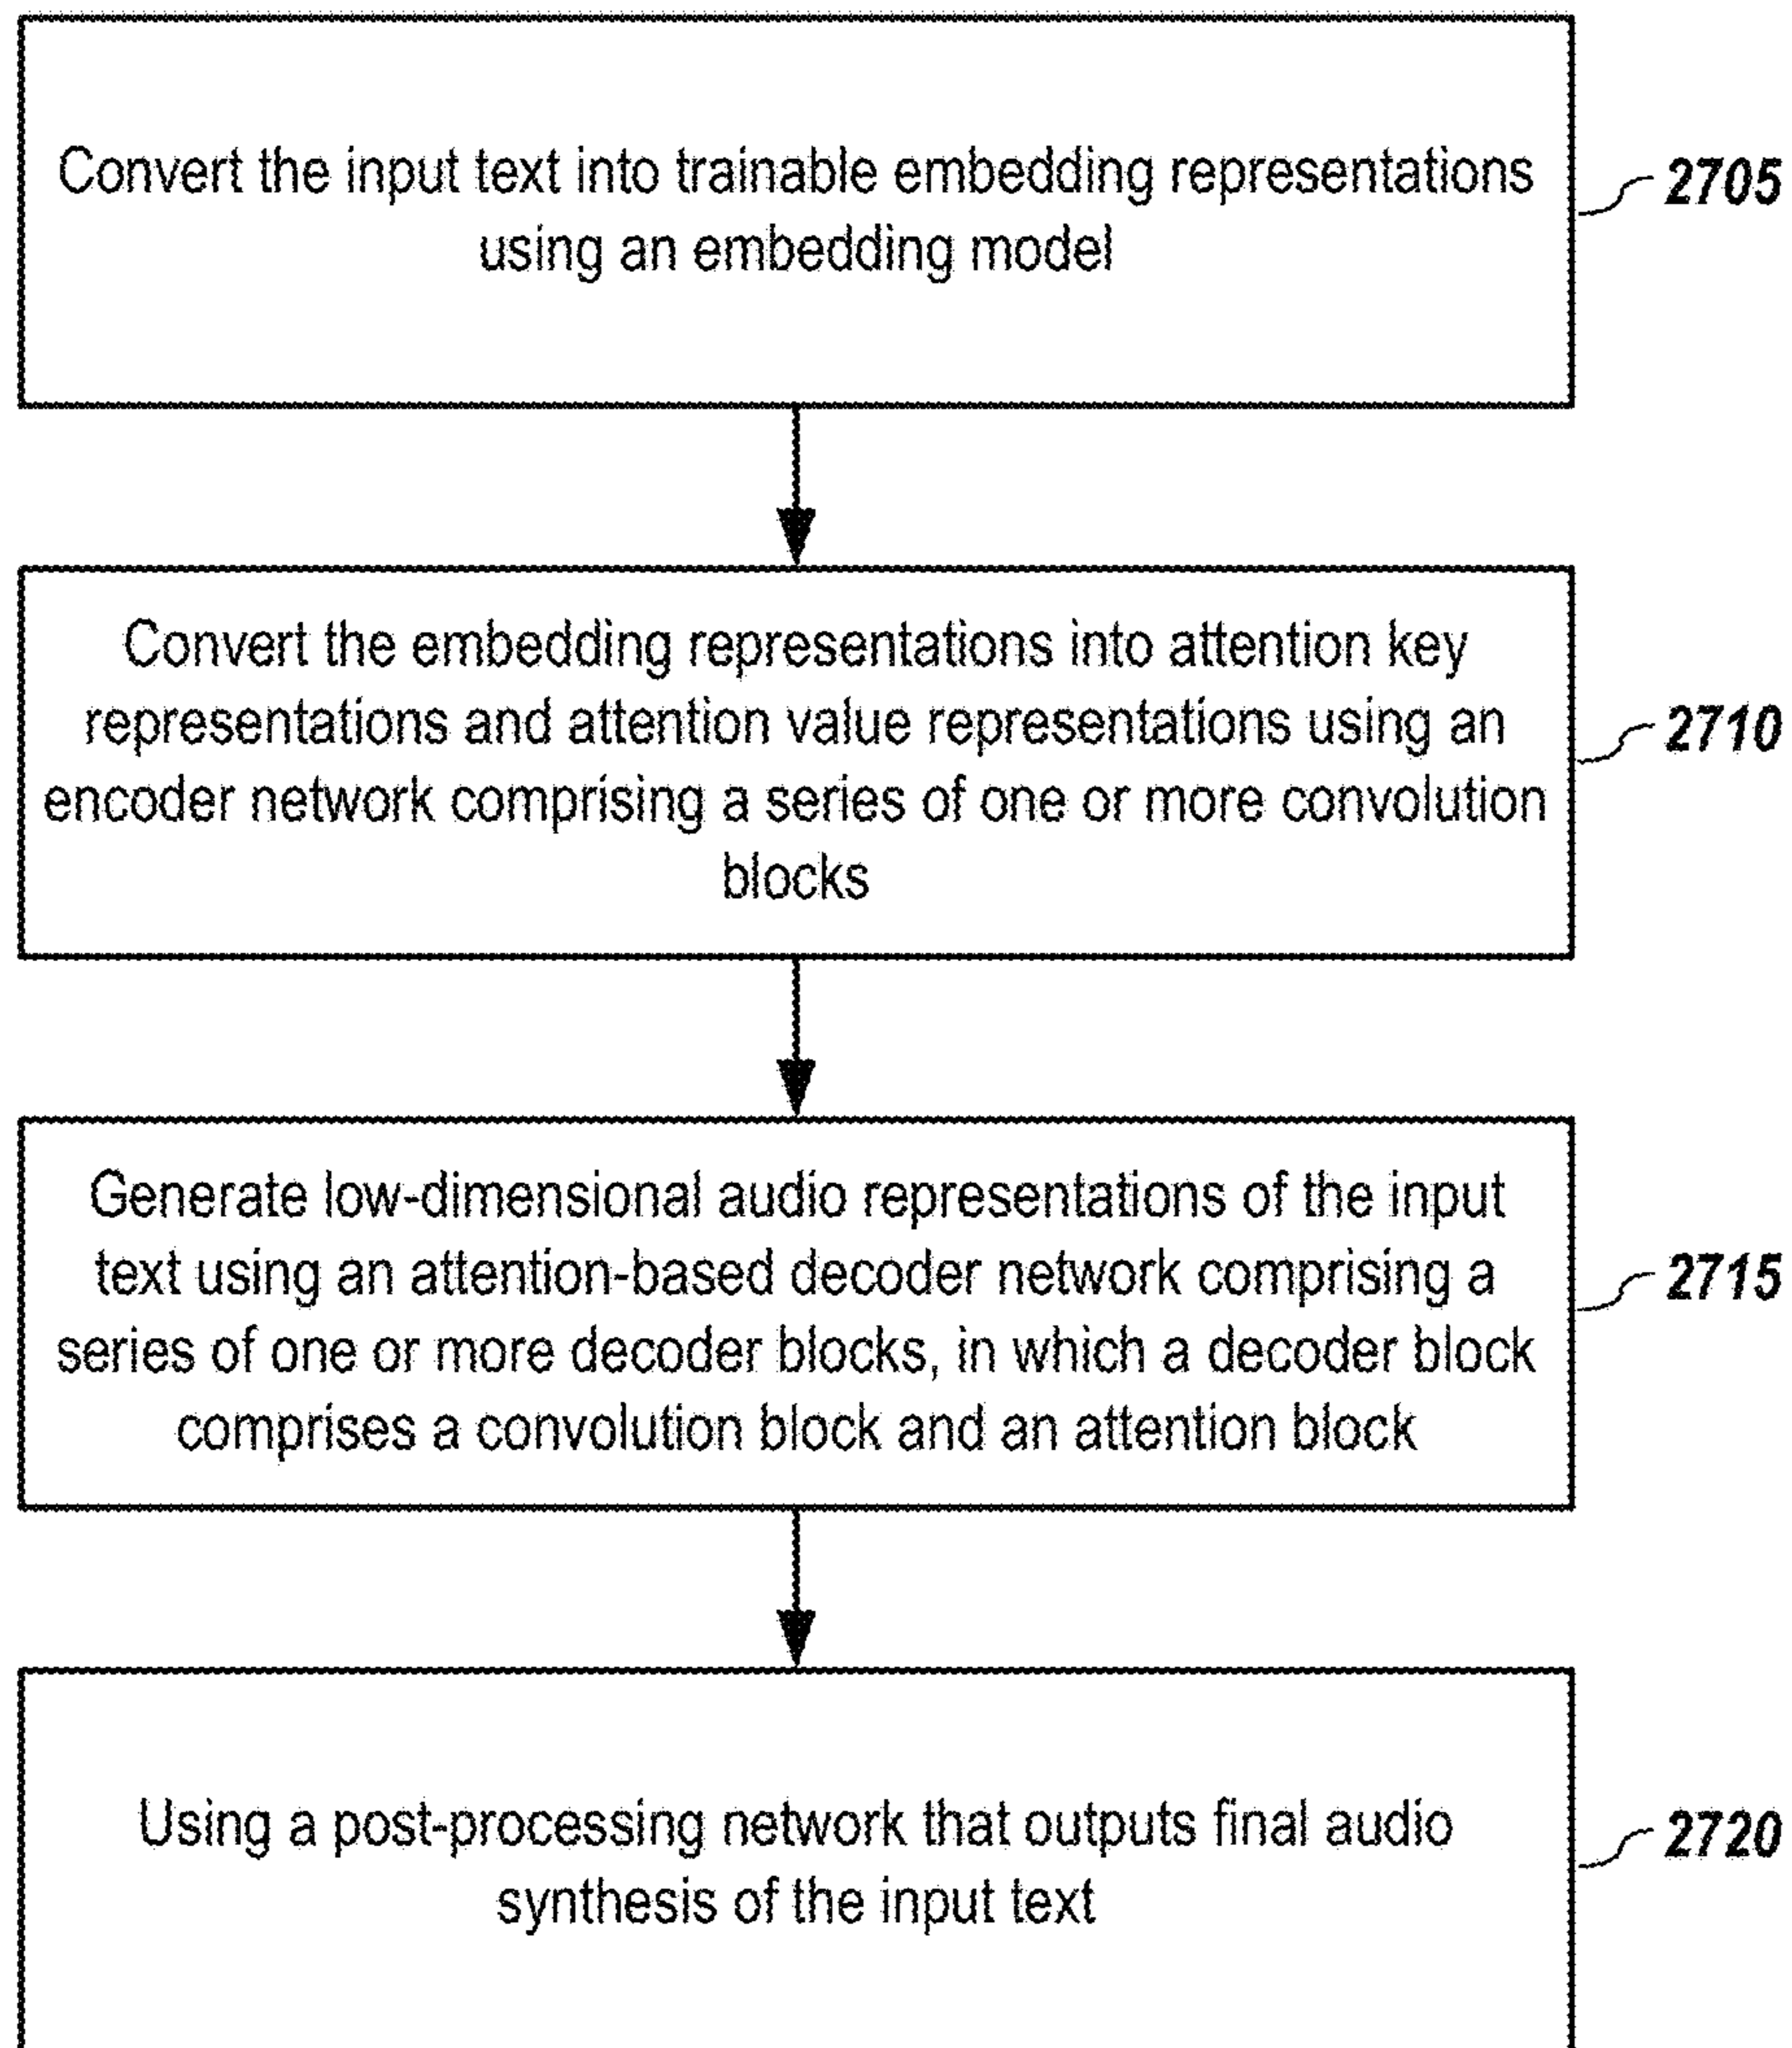 Convert the input text into trainable embedding representations
using an embedding model
2705
Convert the embedding representations into attention key
representations and attention value representations using an
encoder network comprising a series of one or more convolution
blocks
2710
Generate low-dimensional audio representations of the input
text using an attention-based decoder network comprising a
series of one or more decoder blocks, in which a decoder block
comprises a convolution block and an attention block
2715
Using a post-processing network that outputs final audio
synthesis of the input text
2720